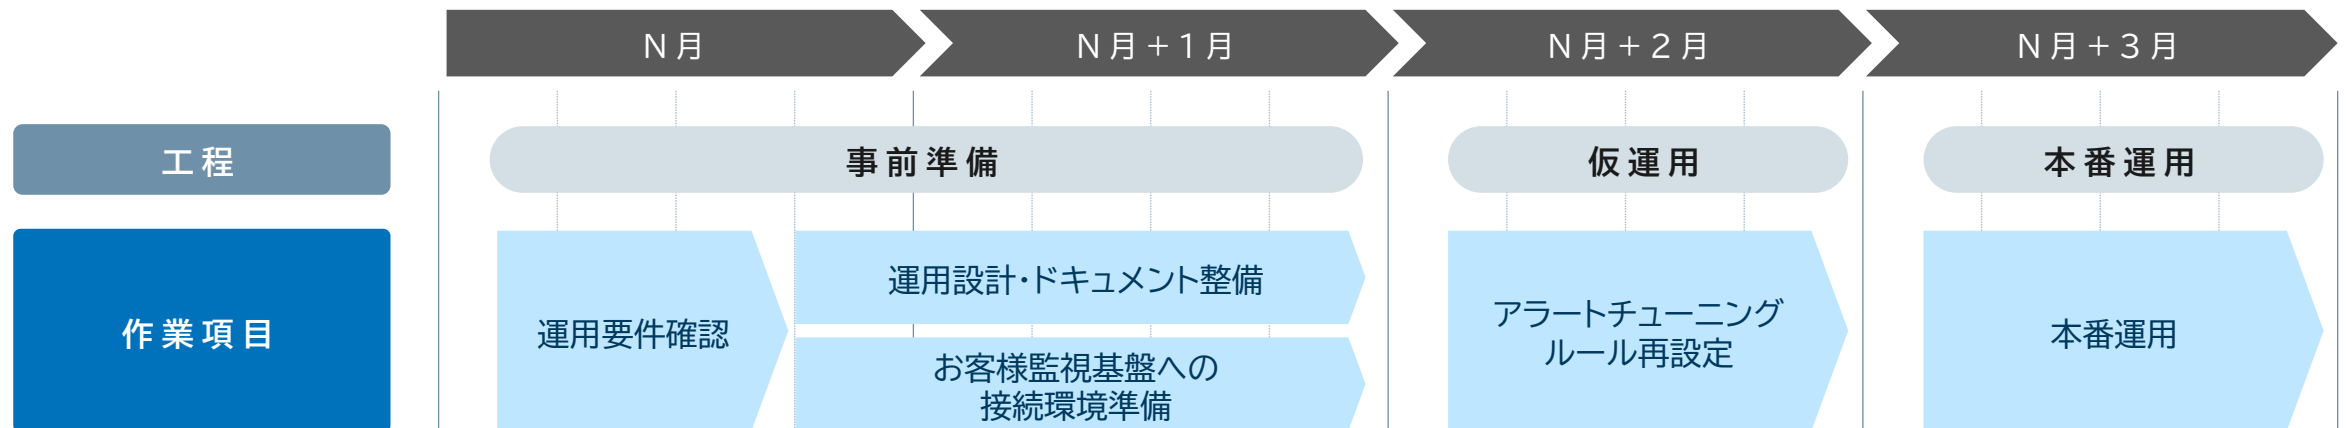 N月
N月+1月
N月+2月
N月+3月
工程
事前準備
仮運用
本番運用
作業項目
運用要件確認
運用設計・ドキュメント整備
お客様監視基盤への
接続環境準備
アラートチューニング
ルール再設定
本番運用